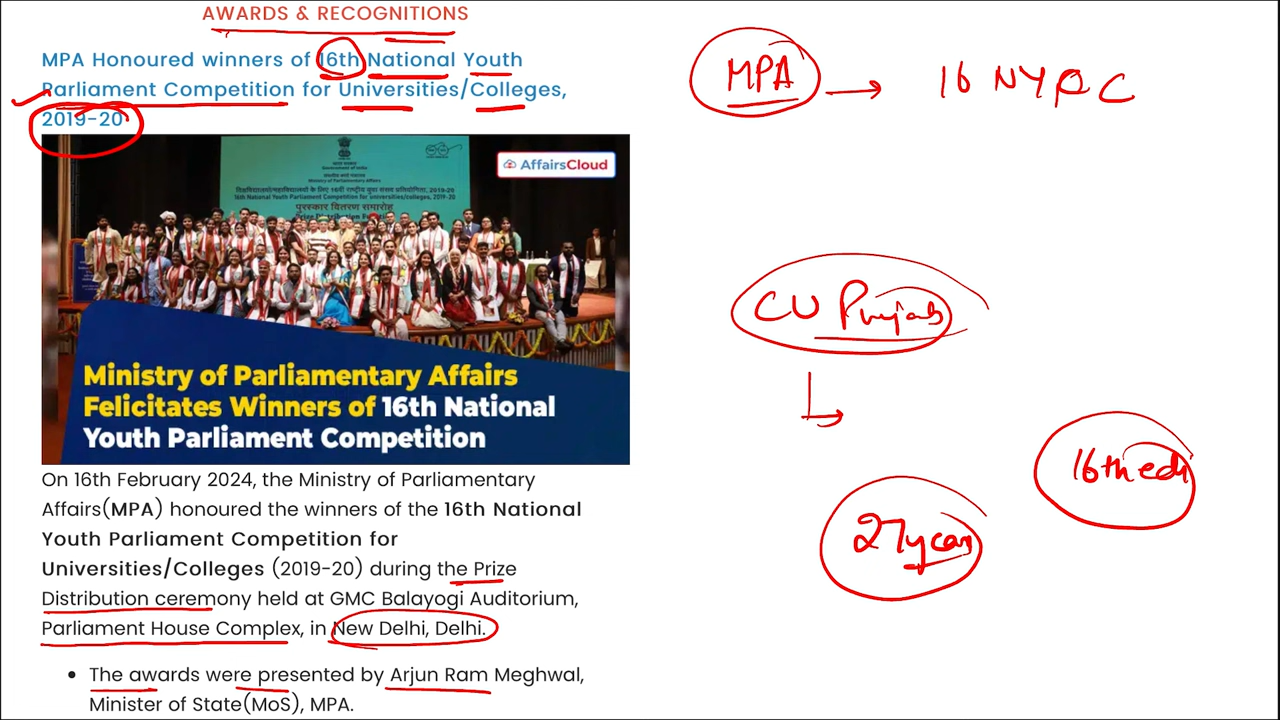 AWARDS & RECOGNITIONS
MPA Honoured winners of 16th National Youth
Parliament Competition for Universities/Colleges,
2019-20
AffairsCloud
16th National Youth Parliament Competition for universities/colleges, 2019-20
पुरस्कार वितरण समारोह
Ministry of Parliamentary Affairs
Felicitates Winners of 16th National
Youth Parliament Competition
On 16th February 2024, the Ministry of Parliamentary
Affairs(MPA) honoured the winners of the 16th National
Youth Parliament Competition for
Universities/Colleges (2019-20) during the Prize
Distribution ceremony held at GMC Balayogi Auditorium,
Parliament House Complex, in New Delhi, Delhi.
• The awards were presented by Arjun Ram Meghwal,
Minister of State(MoS), MPA.
MPA → 16 NYPC
CU Punjab
16th edi
27 years